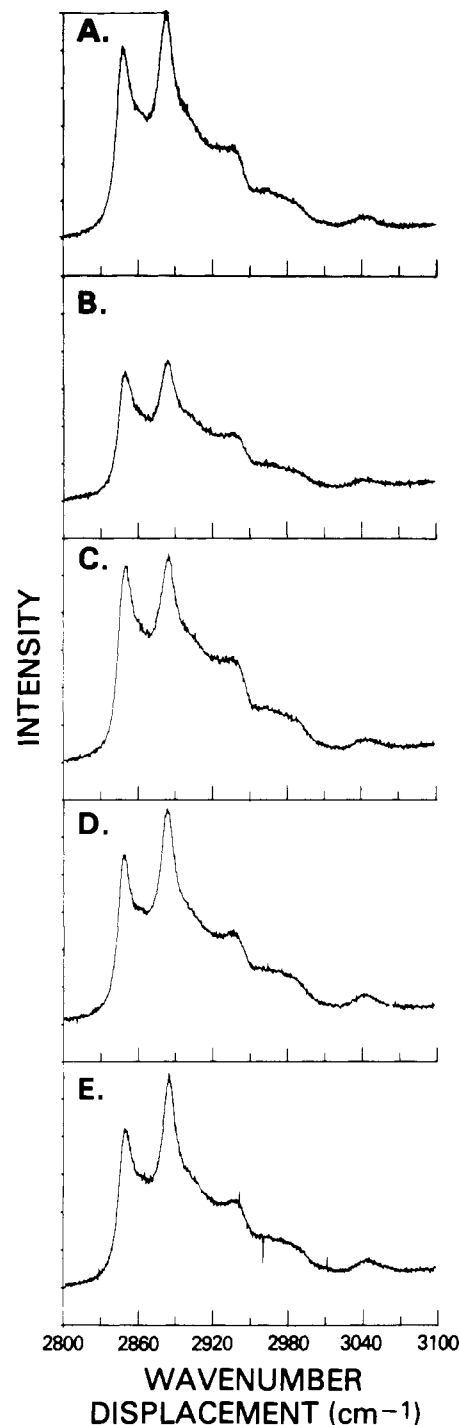 A.
B.
C.
D.
E.
INTENSITY
2800 2860 2920 2980 3040 3100
WAVENUMBER
DISPLACEMENT (cm⁻¹)